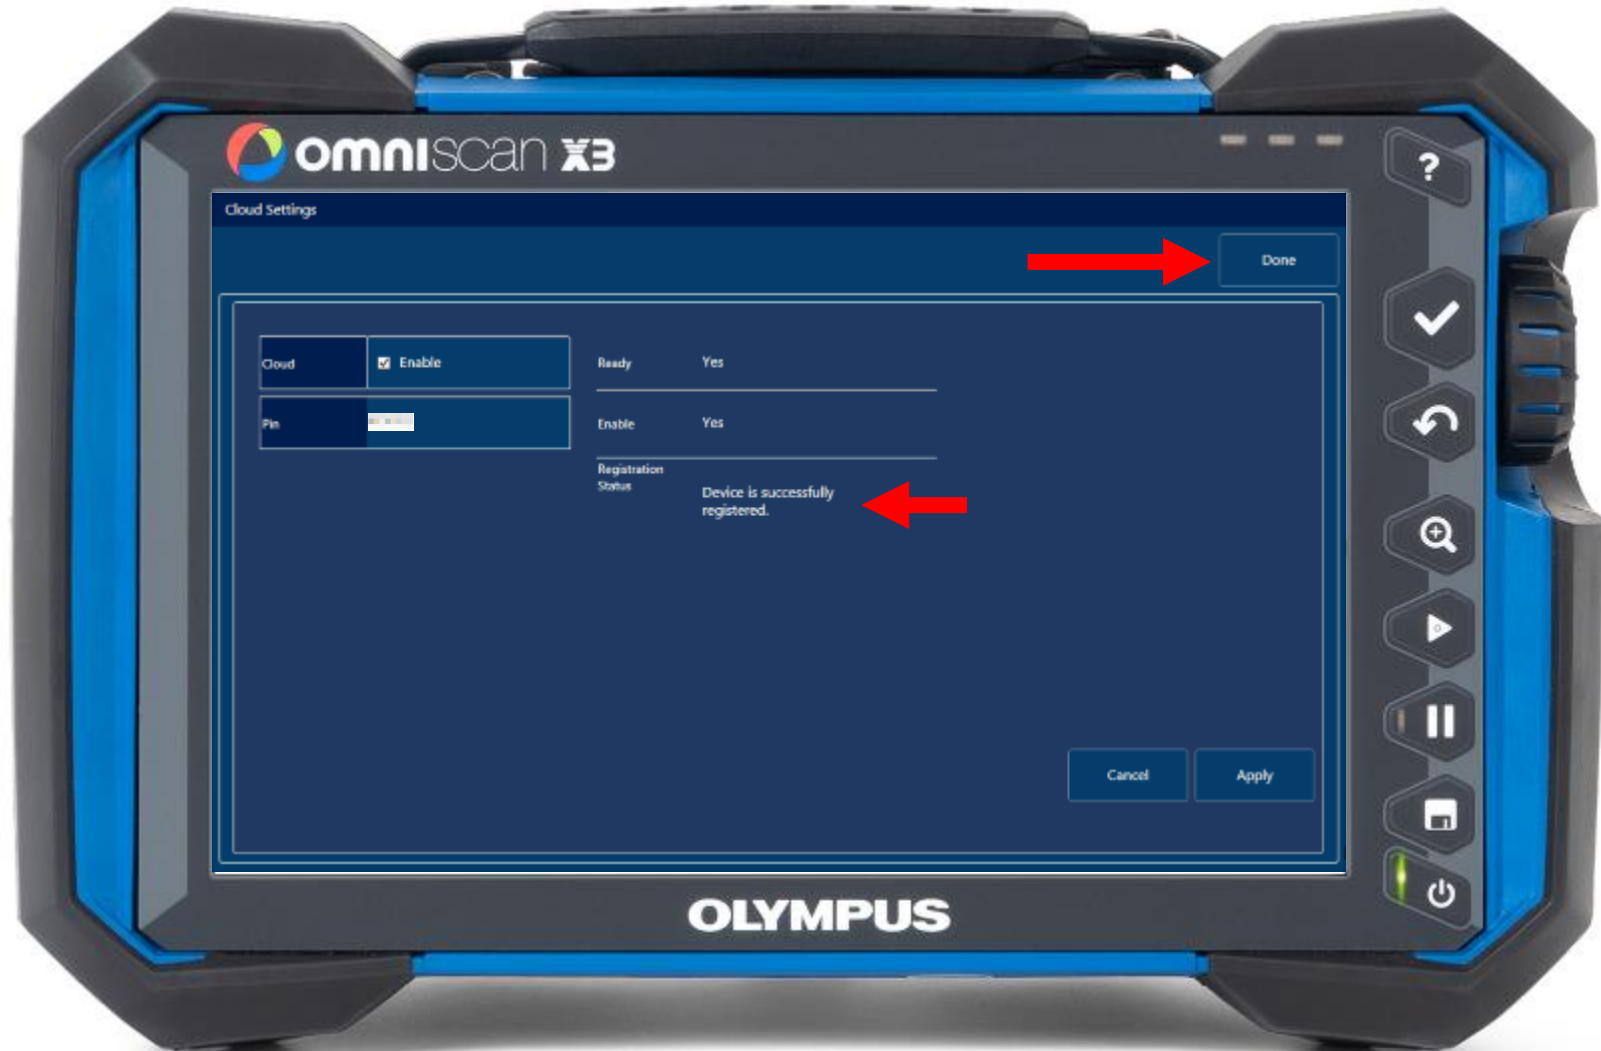 omniscan X3
Cloud Settings
Done
Cloud
Enable
Ready
Yes
Pin
Enable
Yes
Registration
Status
Device is successfully
registered.
Cancel
Apply
OLYMPUS
?